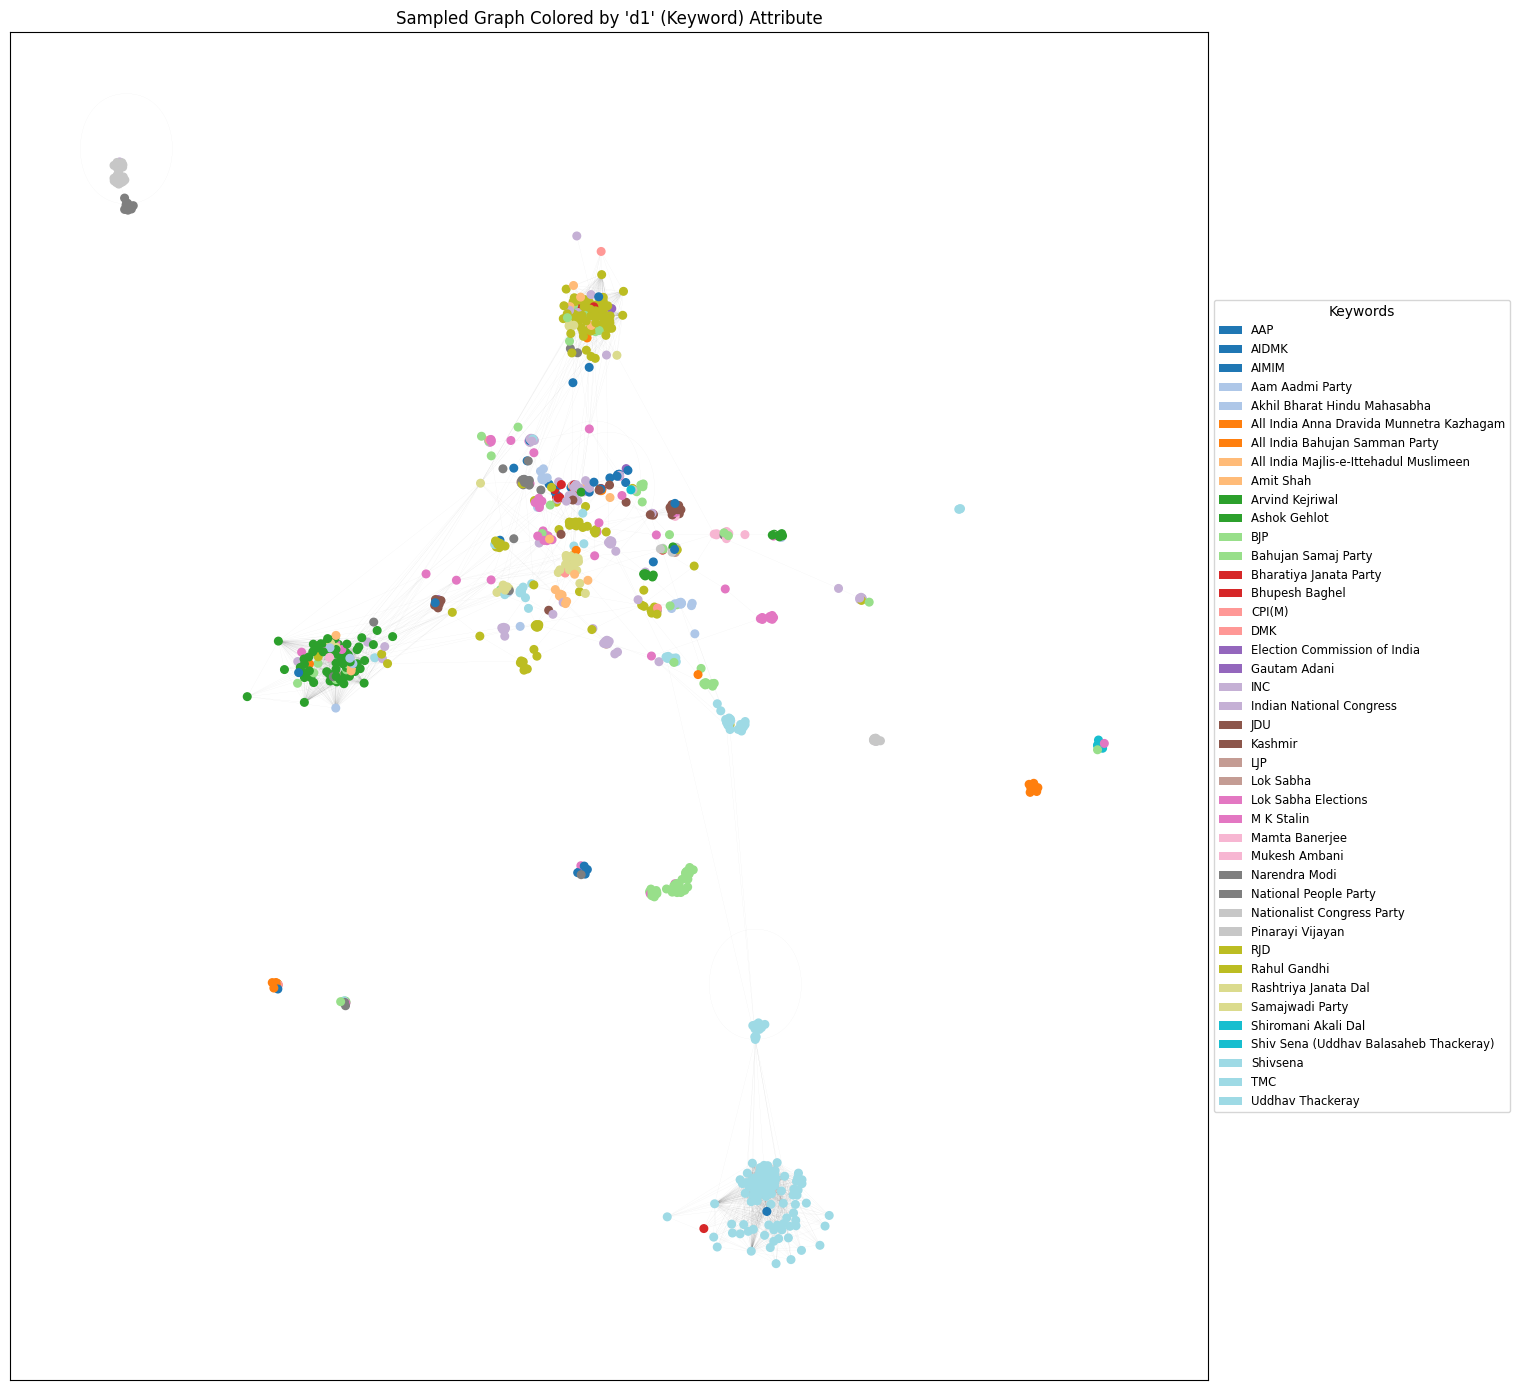 Sampled Graph Colored by 'd1' (Keyword) Attribute
Keywords
AAP
AIDMK
AIMIM
Aam Aadmi Party
Akhil Bharat Hindu Mahasabha
All India Anna Dravida Munnetra Kazhagam
All India Bahujan Samman Party
All India Majlis-e-Ittehadul Muslimeen
Amit Shah
Arvind Kejriwal
Ashok Gehlot
BJP
Bahujan Samaj Party
Bharatiya Janata Party
Bhupesh Baghel
CPI(M)
DMK
Election Commission of India
Gautam Adani
INC
Indian National Congress
JDU
Kashmir
LJP
Lok Sabha
Lok Sabha Elections
M K Stalin
Mamta Banerjee
Mukesh Ambani
Narendra Modi
National People Party
Nationalist Congress Party
Pinarayi Vijayan
RJD
Rahul Gandhi
Rashtriya Janata Dal
Samajwadi Party
Shiromani Akali Dal
Shiv Sena (Uddhav Balasaheb Thackeray)
Shivsena
TMC
Uddhav Thackeray